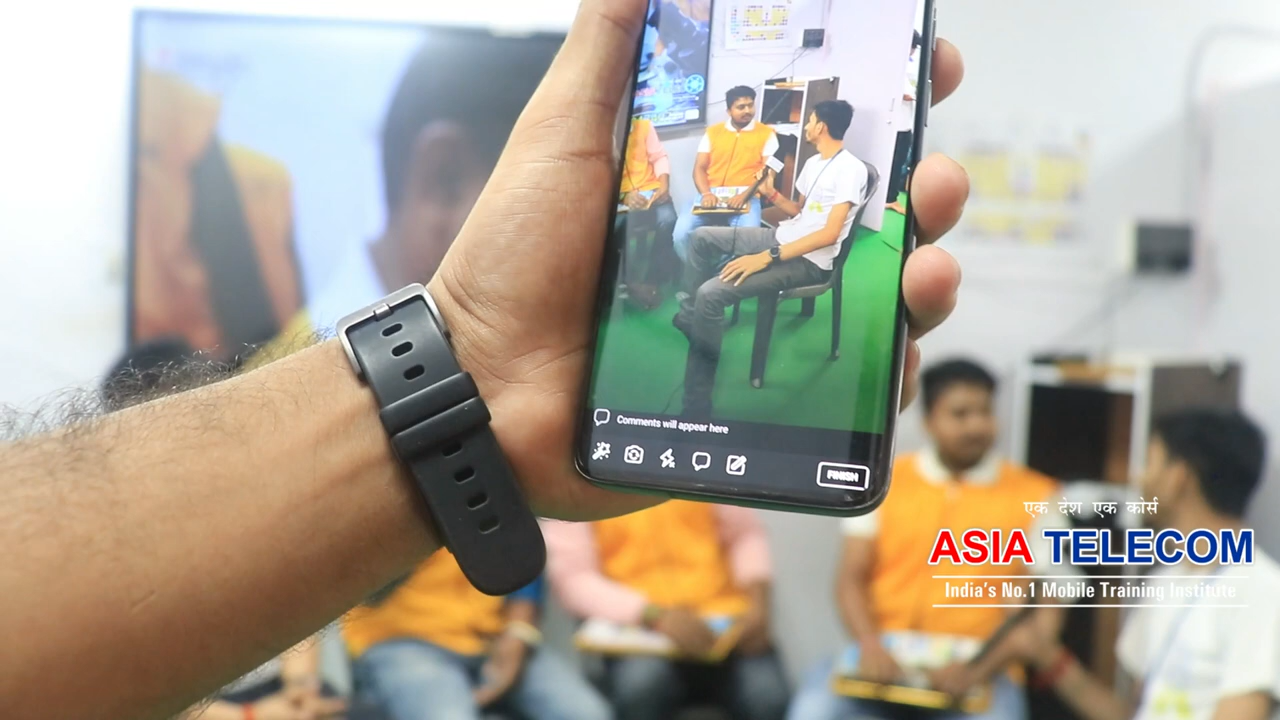 Comments will appear here
FINISH
एक देश एक कोर्स
ASIA TELECOM
India's No.1 Mobile Training Institute